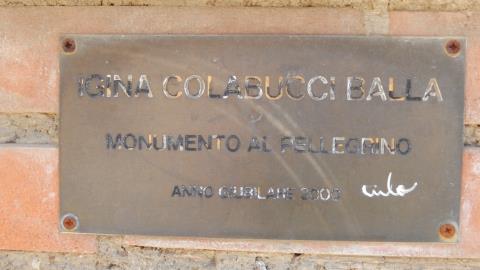 IGINA COLABUCCI BALLA
MONUMENTO AL PELLEGRINO
ANNO GIUBILARE 2000